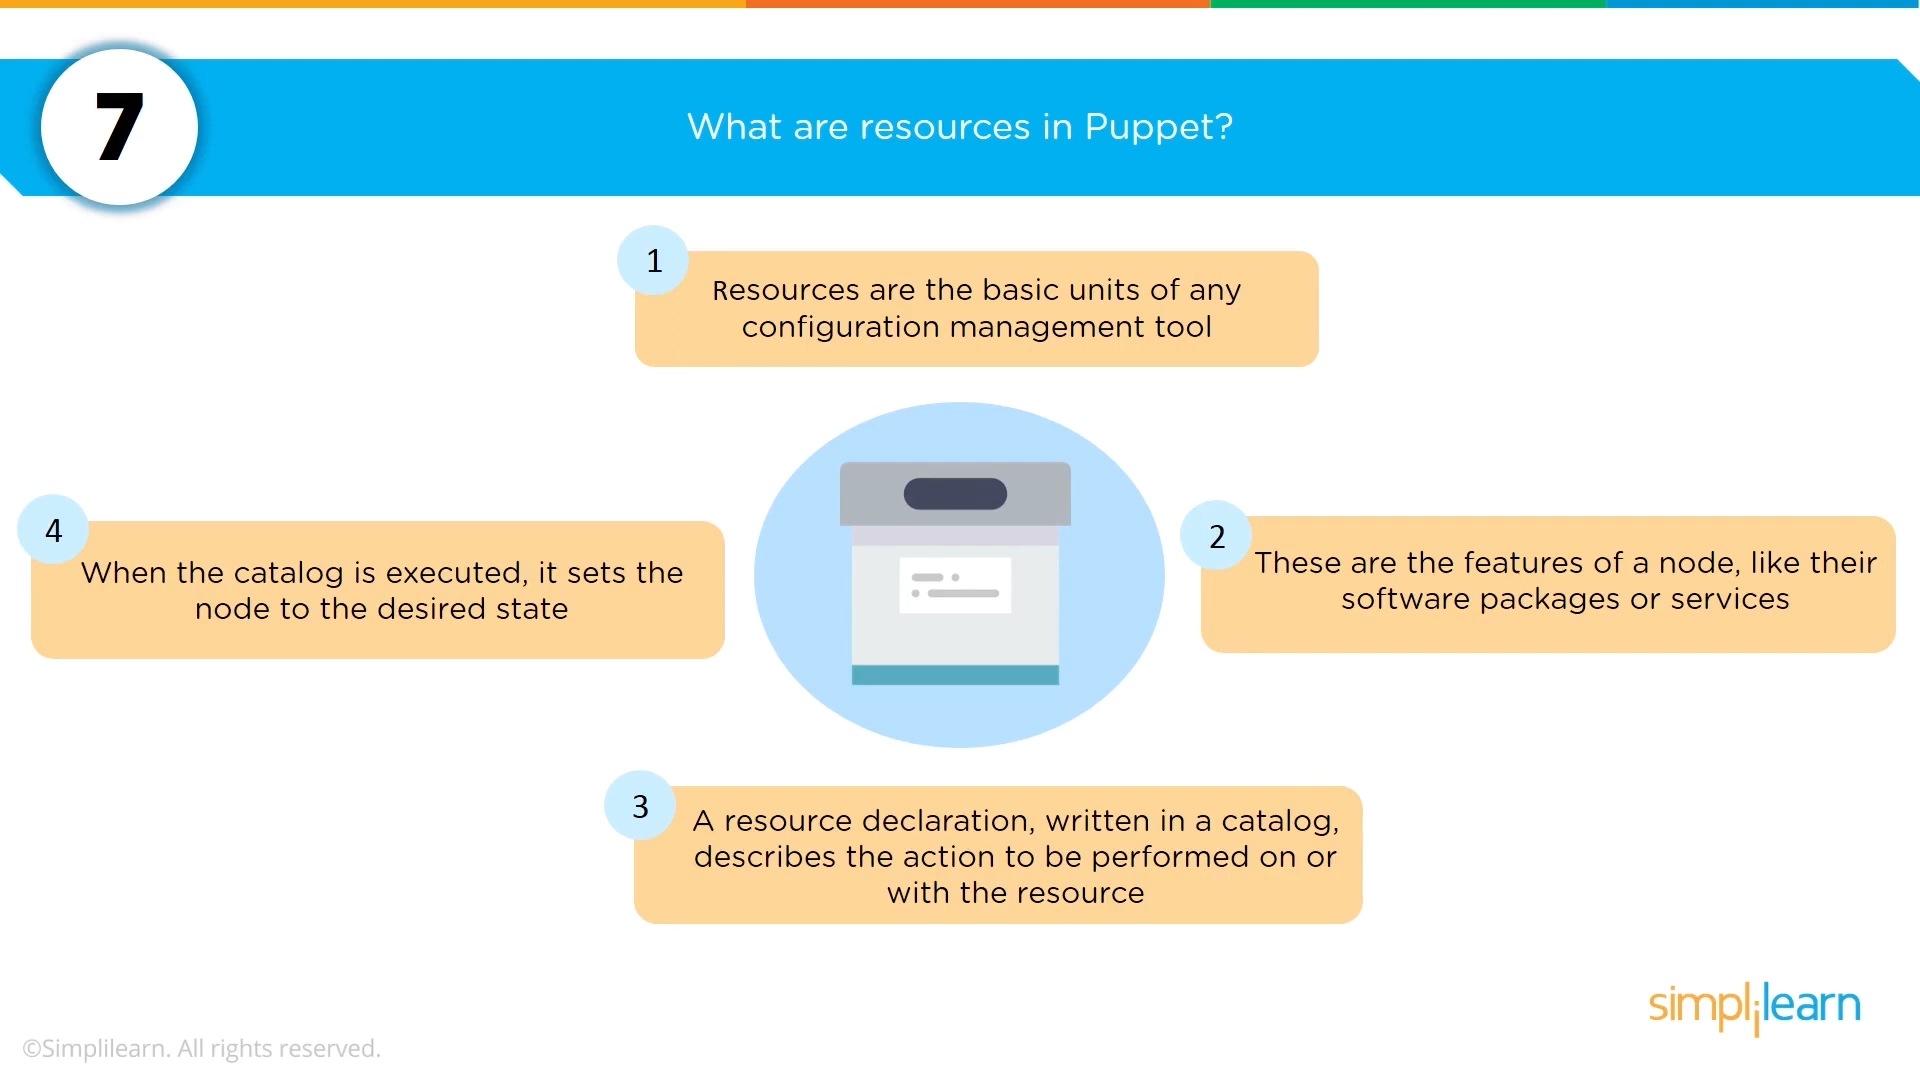 7
What are resources in Puppet?
1
Resources are the basic units of any
configuration management tool
2
These are the features of a node, like their
software packages or services
3
A resource declaration, written in a catalog,
describes the action to be performed on or
with the resource
4
When the catalog is executed, it sets the
node to the desired state
simplilearn
©Simplilearn. All rights reserved.